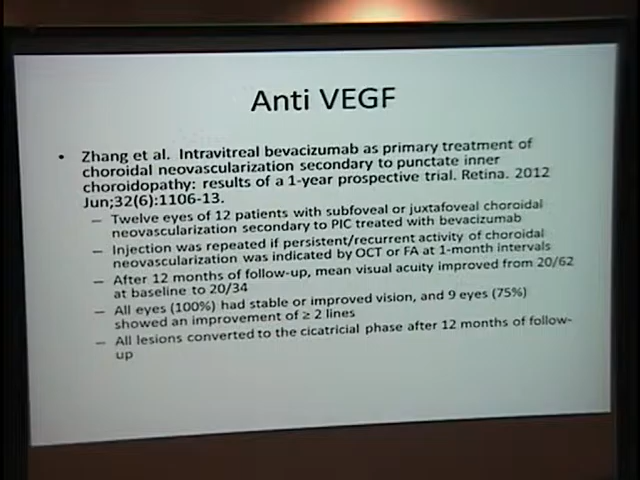 Anti VEGF
• Zhang et al. Intravitreal bevacizumab as primary treatment of
choroidal neovascularization secondary to punctate inner
choroidopathy: results of a 1-year prospective trial. Retina. 2012
Jun;32(6):1106-13.
– Twelve eyes of 12 patients with subfoveal or juxtafoveal choroidal
neovascularization secondary to PIC treated with bevacizumab
– Injection was repeated if persistent/recurrent activity of choroidal
neovascularization was indicated by OCT or FA at 1-month intervals
– After 12 months of follow-up, mean visual acuity improved from 20/62
at baseline to 20/34
– All eyes (100%) had stable or improved vision, and 9 eyes (75%)
showed an improvement of ≥ 2 lines
– All lesions converted to the cicatricial phase after 12 months of follow-
up